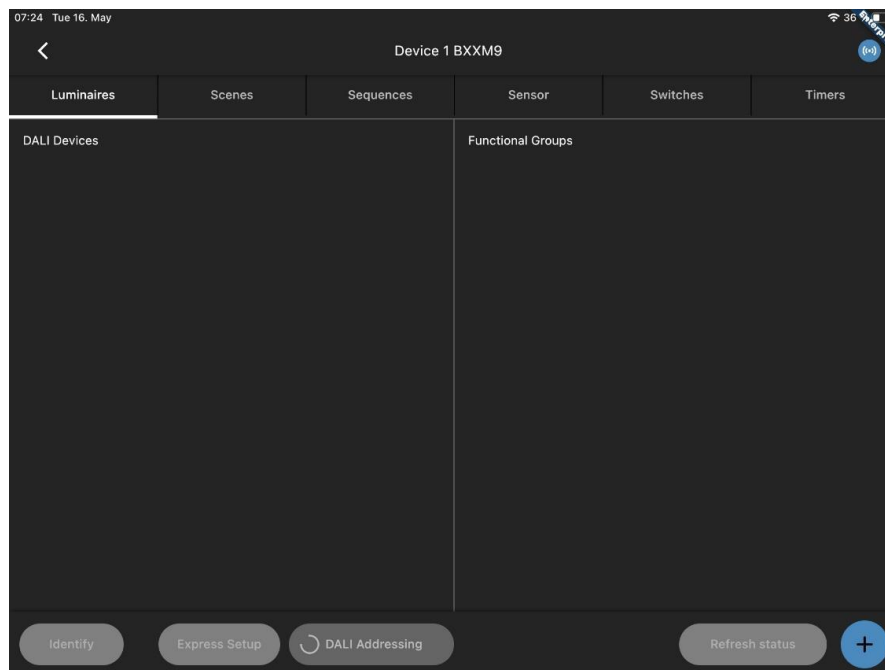 07:24 Tue 16. May
36
Device 1 BXXM9
Luminaires Scenes Sequences Sensor Switches Timers
DALI Devices Functional Groups
Identify Express Setup DALI Addressing Refresh status +